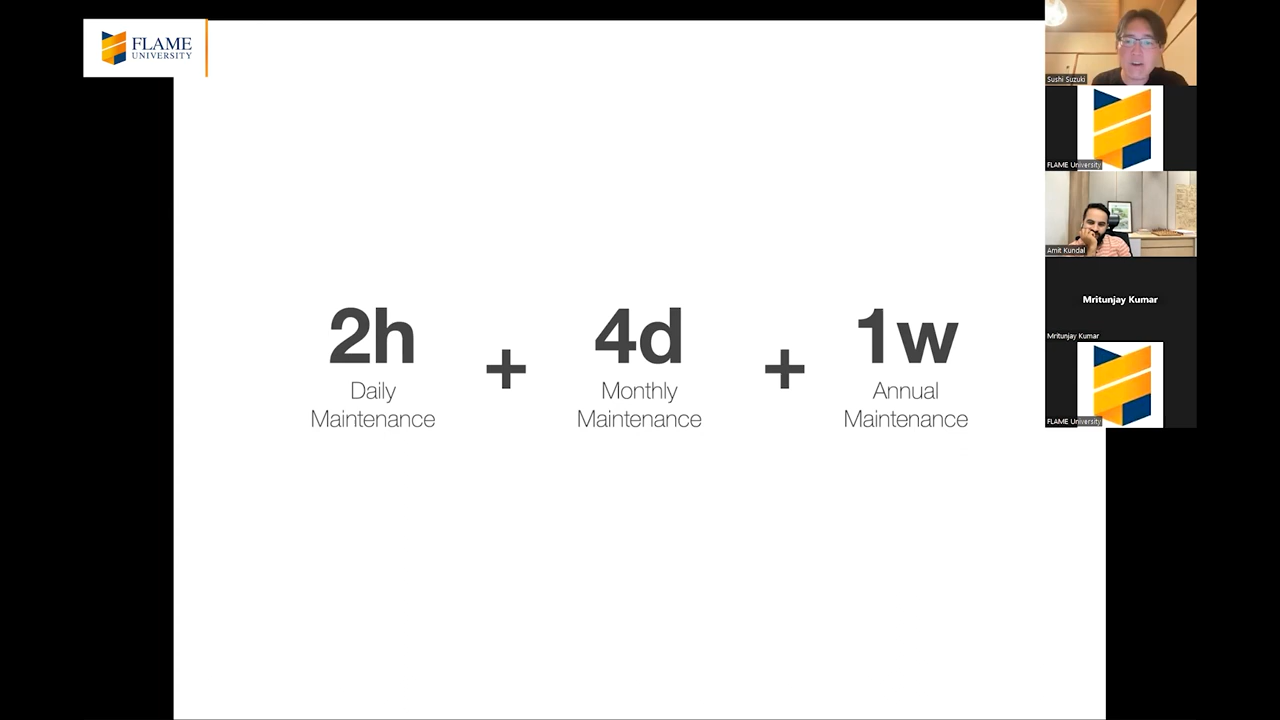 FLAME
UNIVERSITY
2h
Daily
Maintenance
+
4d
Monthly
Maintenance
+
1w
Annual
Maintenance
Sushi Suzuki
FLAME University
Amit Kundal
Mritunjay Kumar
Mritunjay Kumar
FLAME University